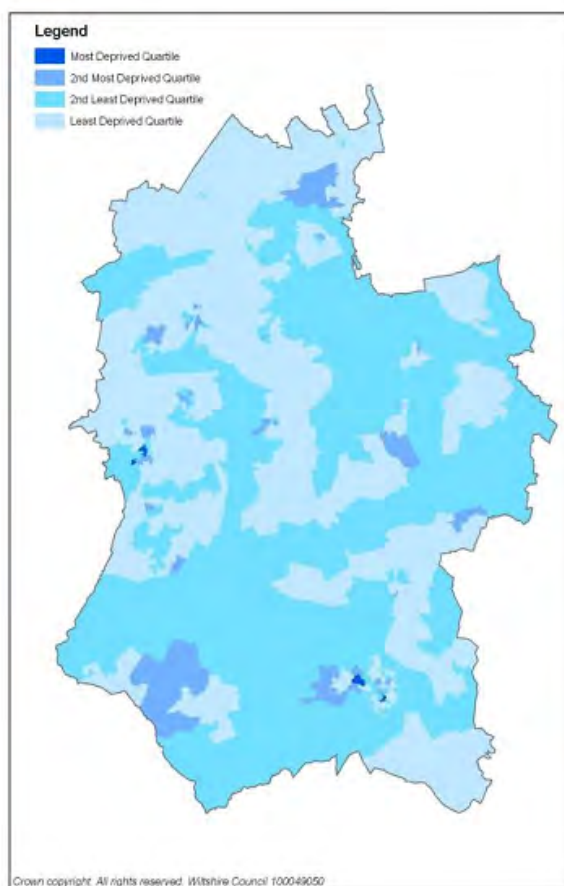 Legend
Most Deprived Quartile
2nd Most Deprived Quartile
2nd Least Deprived Quartile
Least Deprived Quartile
Crown copyright. All rights reserved. Wiltshire Council 100049050